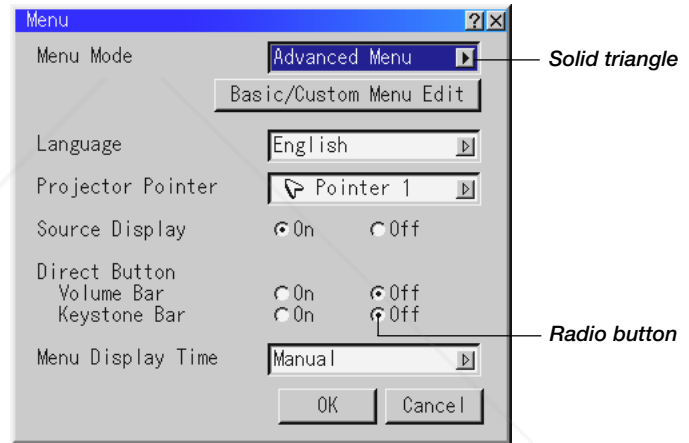 Menu ?
Menu Mode Advanced Menu Solid triangle
Basic/Custom Menu Edit
Language English
Projector Pointer Pointer 1
Source Display On Off
Direct Button
Volume Bar On Off
Keystone Bar On Off
Radio button
Menu Display Time Manual
OK Cancel